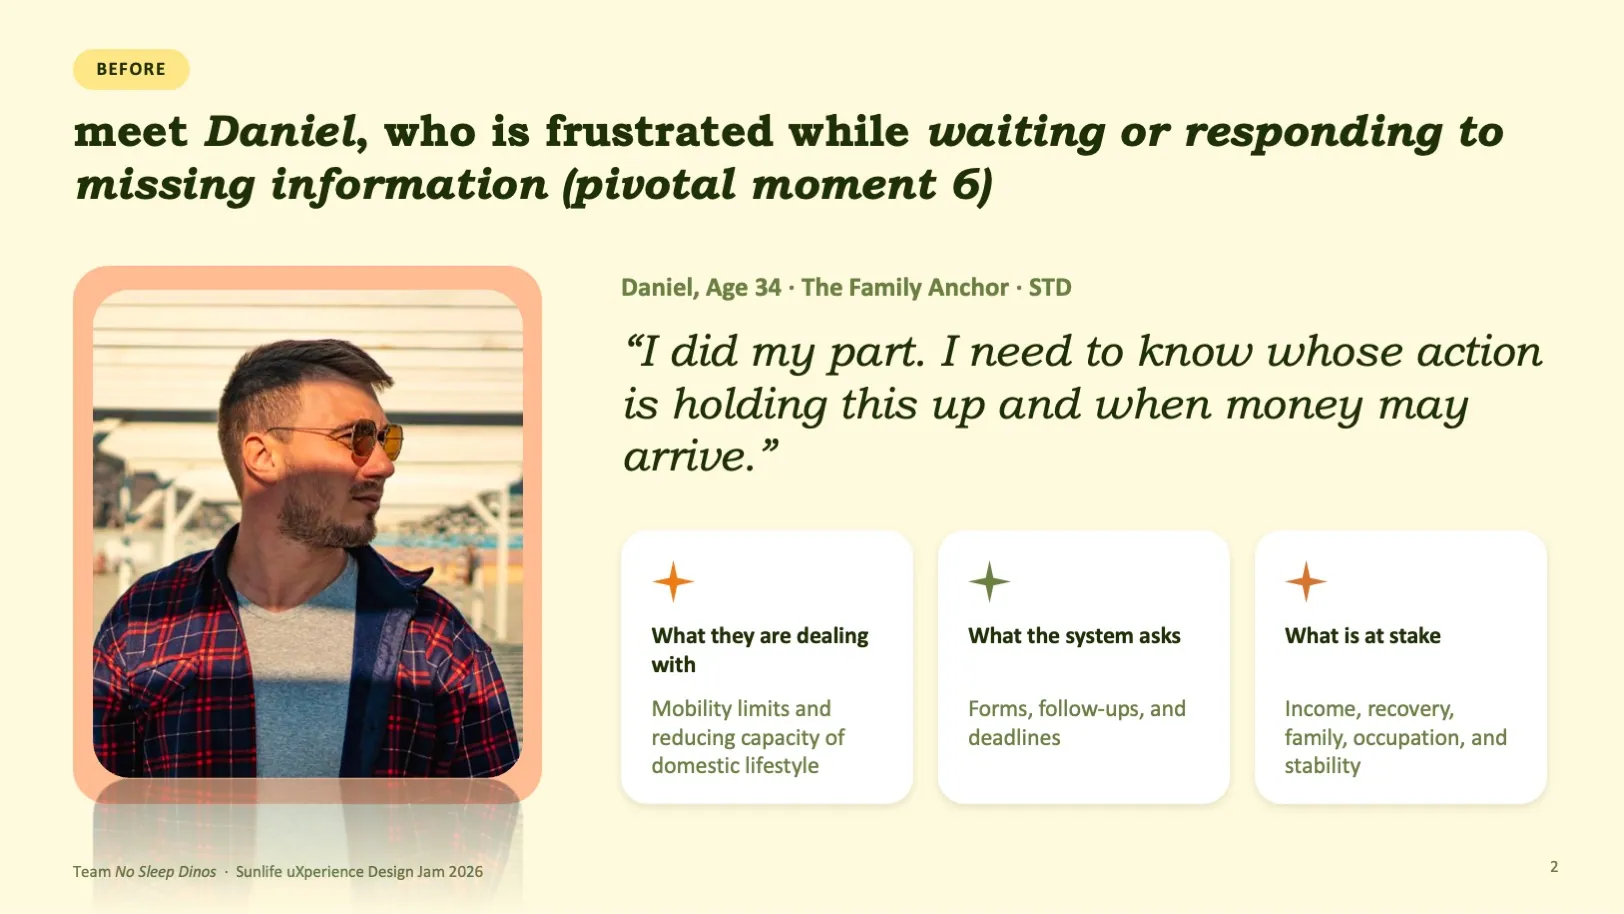 BEFORE
meet Daniel, who is frustrated while waiting or responding to
missing information (pivotal moment 6)
Daniel, Age 34 · The Family Anchor · STD
“I did my part. I need to know whose action
is holding this up and when money may
arrive.”
What they are dealing
with
Mobility limits and
reducing capacity of
domestic lifestyle
What the system asks
Forms, follow-ups, and
deadlines
What is at stake
Income, recovery,
family, occupation, and
stability
Team No Sleep Dinos · Sunlife uXperience Design Jam 2026
2